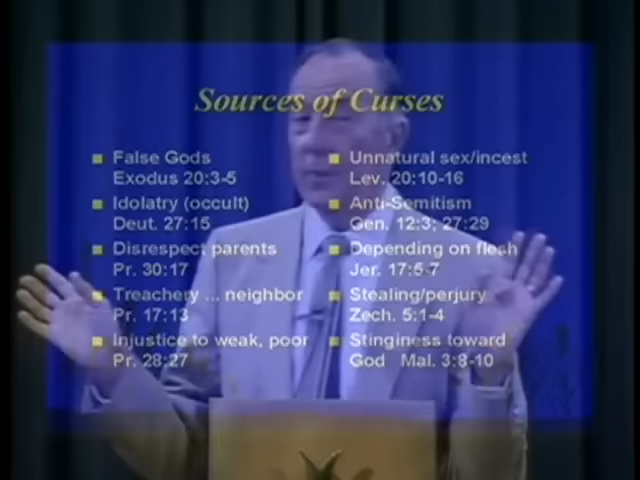 Sources of Curses
False Gods
Exodus 20:3-5
Idolatry (occult)
Deut. 27:15
Disrespect parents
Pr. 30:17
Treachery ... neighbor
Pr. 17:13
Injustice to weak, poor
Pr. 28:27
Unnatural sex/incest
Lev. 20:10-16
Anti-Semitism
Gen. 12:3; 27:29
Depending on flesh
Jer. 17:5-7
Stealing/perjury
Zech. 5:1-4
Stinginess toward
God Mal. 3:8-10